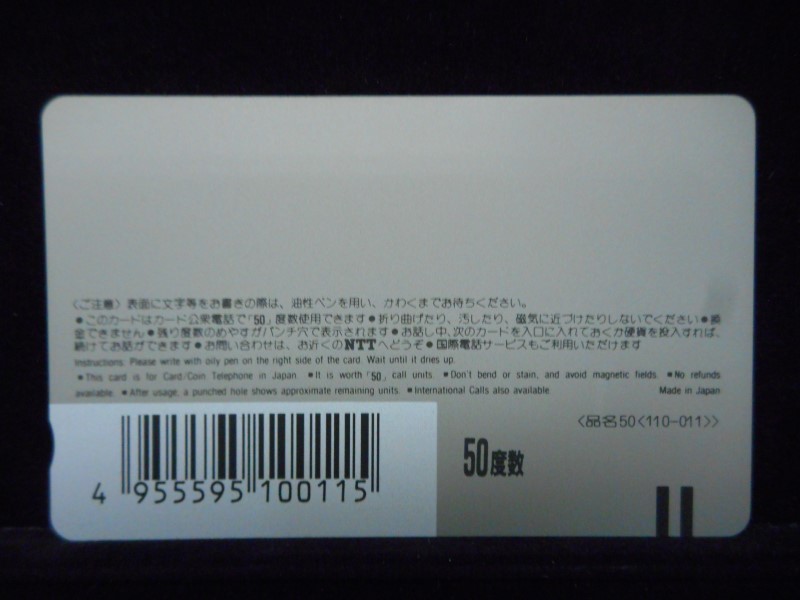 〈ご注意〉表面に文字等をお書きの際は、油性ペンを用い、かわくまでお待ちください。
●このカードはカード公衆電話で「50」度数使用できます●折り曲げたり、汚したり、磁気に近づけたりしないでください●換
金できません●残り度数のめやすがパンチ穴で表示されます●お話し中、次のカードを入口に入れておくか硬貨を投入すれば、
続けてお話ができます●お問い合わせは、お近くのNTTへどうぞ●国際電話サービスもご利用いただけます
Instructions: Please write with oily pen on the right side of the card. Wait until it dries up.
■This card is for Card/Coin Telephone in Japan. ■It is worth「50」call units. ■Don't bend or stain, and avoid magnetic fields. ■No refunds
available. ■After usage, a punched hole shows approximate remaining units. ■International Calls also available. Made in Japan
〈品名50〈110-011〉〉
50度数
4 955595 100115